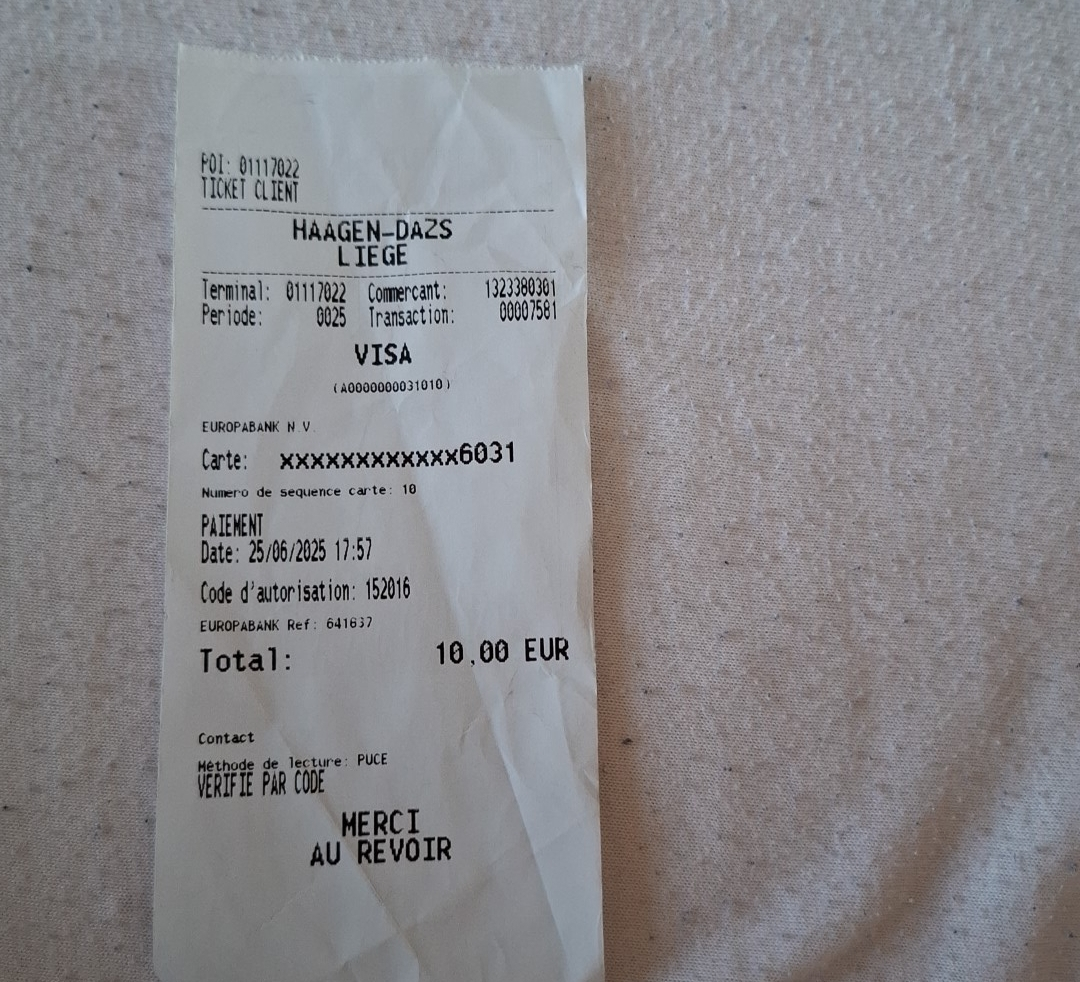 POI: 01117022
TICKET CLIENT
HAAGEN-DAZS
LIEGE
Terminal: 01117022 Commercant: 1323380301
Periode: 0025 Transaction: 00007581
VISA
(A0000000031010)
EUROPABANK N.V.
Carte: xxxxxxxxxxxx6031
Numero de sequence carte: 10
PAIEMENT
Date: 25/06/2025 17:57
Code d'autorisation: 152016
EUROPABANK Ref: 641637
Total: 10,00 EUR
Contact
Méthode de lecture: PUCE
VERIFIE PAR CODE
MERCI
AU REVOIR